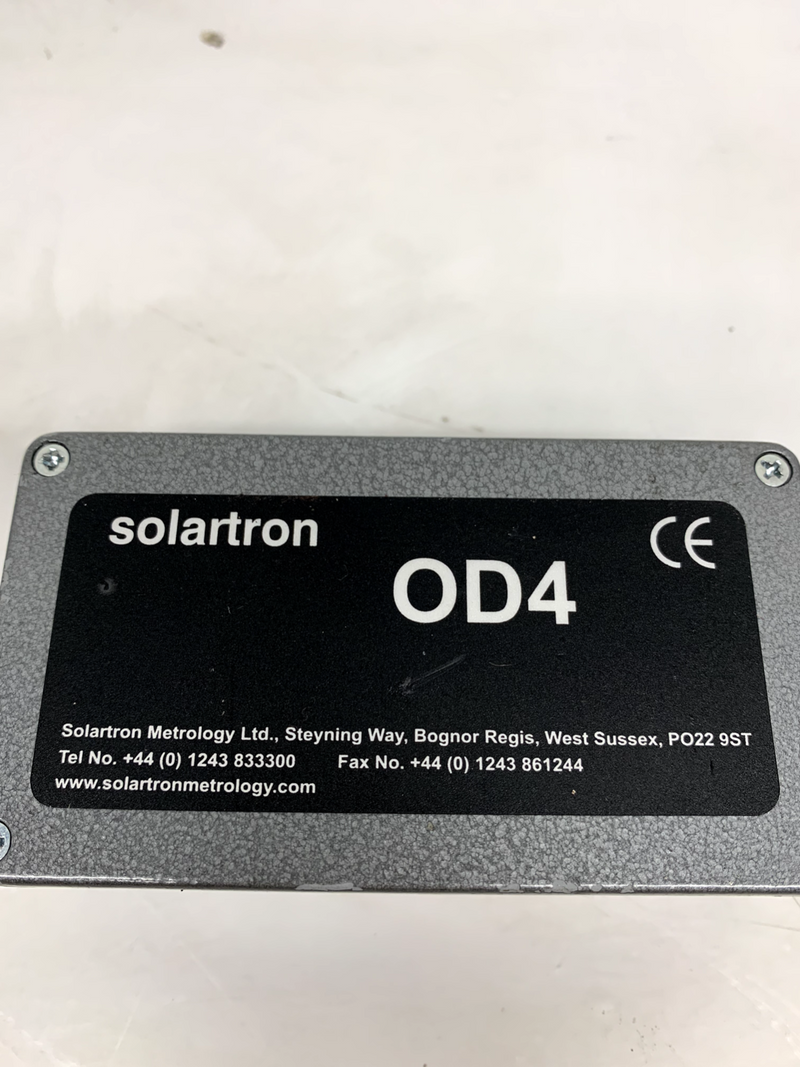 solartron
CE
OD4
Solartron Metrology Ltd., Steyning Way, Bognor Regis, West Sussex, PO22 9ST
Tel No. +44 (0) 1243 833300 Fax No. +44 (0) 1243 861244
www.solartronmetrology.com